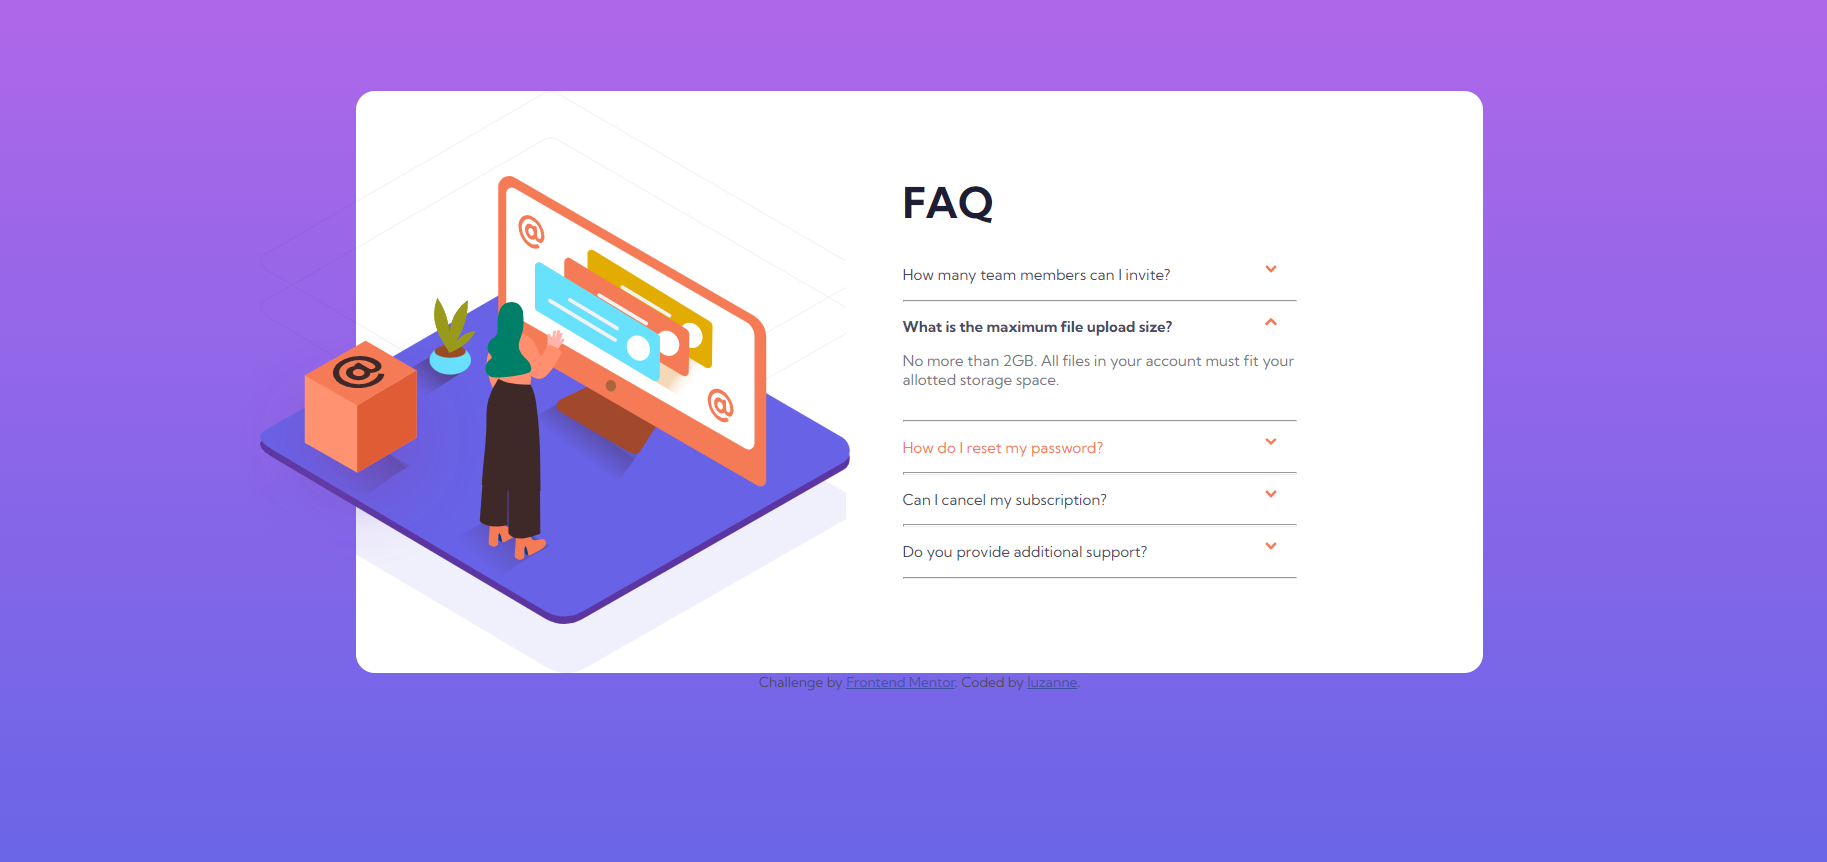 FAQ
How many team members can I invite?
What is the maximum file upload size?
No more than 2GB. All files in your account must fit your
allotted storage space.
How do I reset my password?
Can I cancel my subscription?
Do you provide additional support?
Challenge by Frontend Mentor. Coded by luzanne.
@
@
@